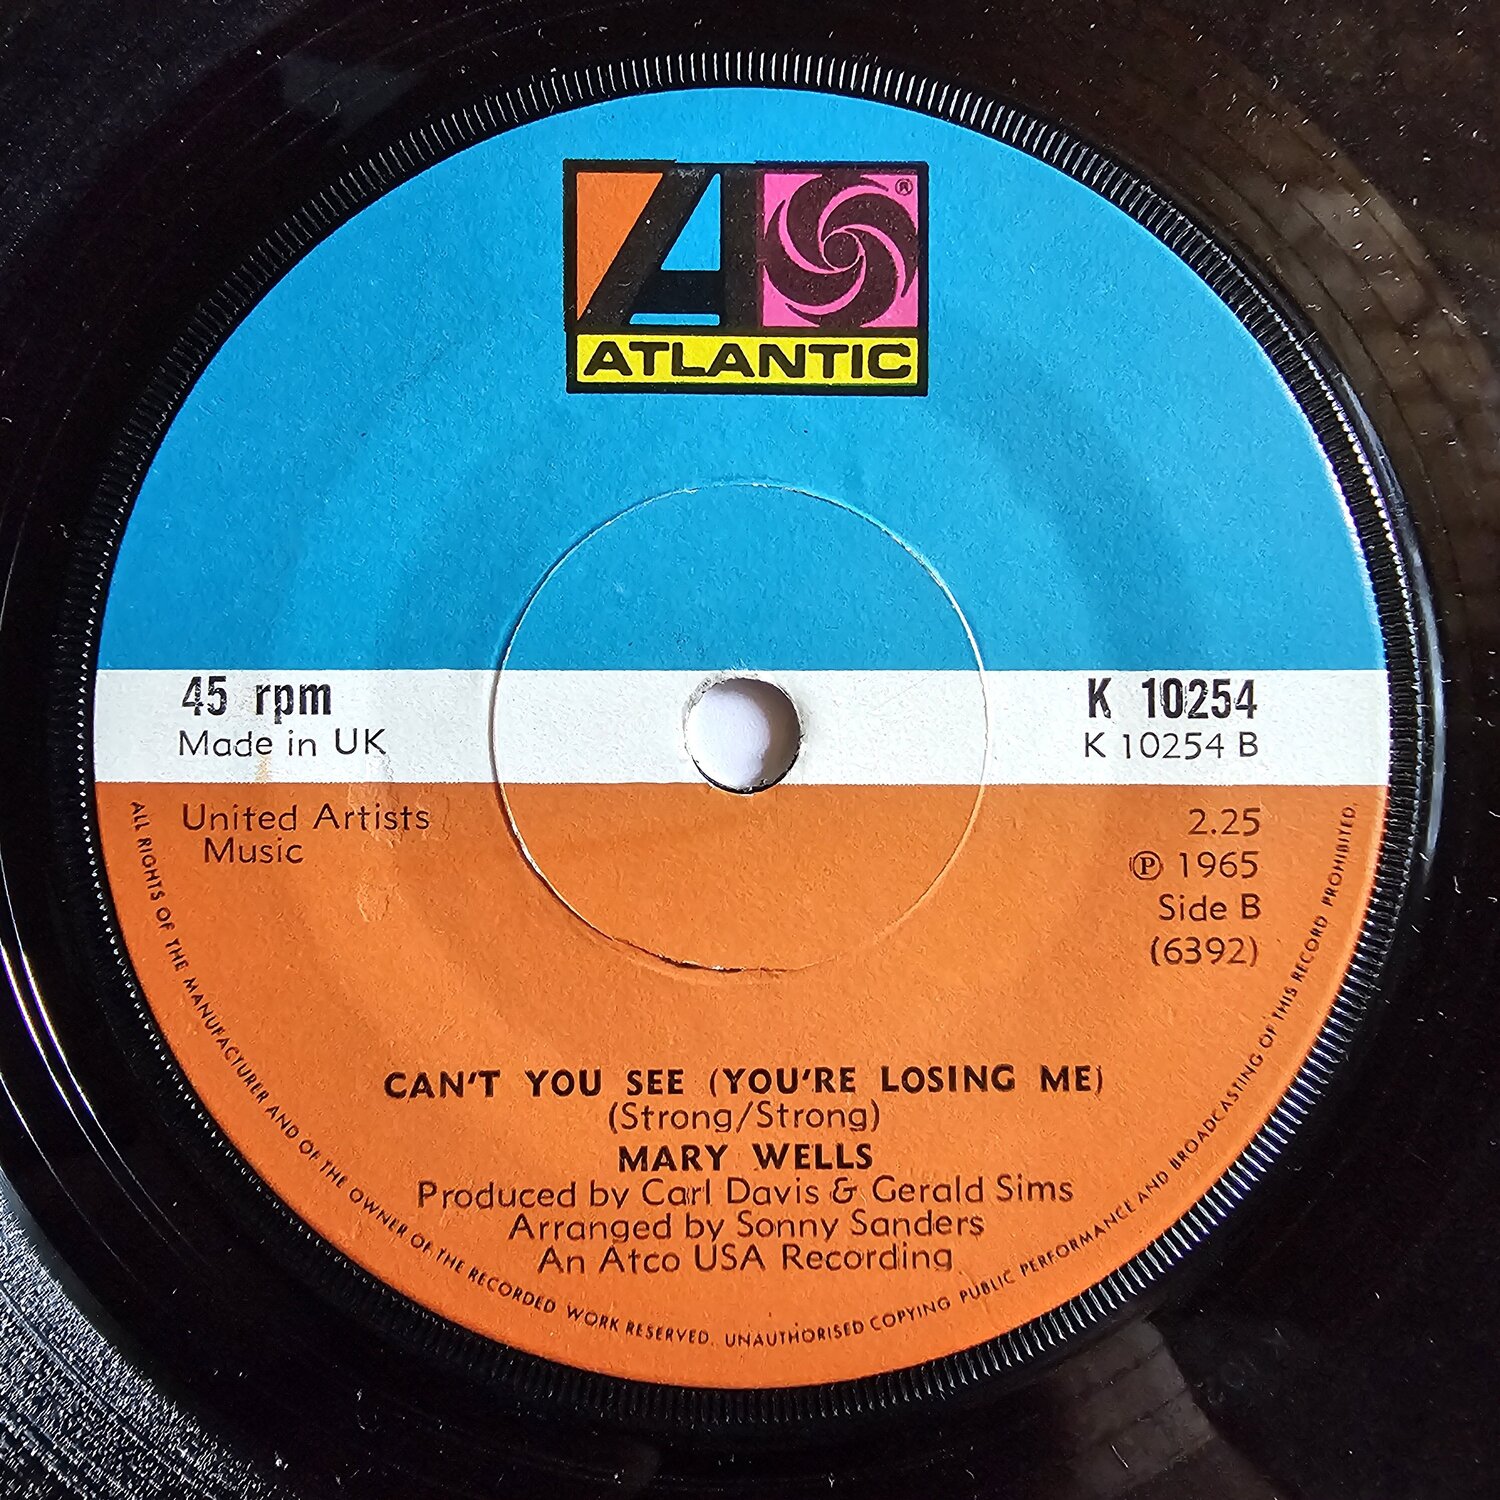 ®
ATLANTIC
45 rpm
Made in UK
K 10254
K 10254 B
United Artists
Music
2.25
℗ 1965
Side B
(6392)
CAN'T YOU SEE (YOU'RE LOSING ME)
(Strong/Strong)
MARY WELLS
Produced by Carl Davis & Gerald Sims
Arranged by Sonny Sanders
An Atco USA Recording
ALL RIGHTS OF THE MANUFACTURER AND OF THE OWNER OF THE RECORDED WORK RESERVED. UNAUTHORISED COPYING PUBLIC PERFORMANCE AND BROADCASTING OF THIS RECORD PROHIBITED.